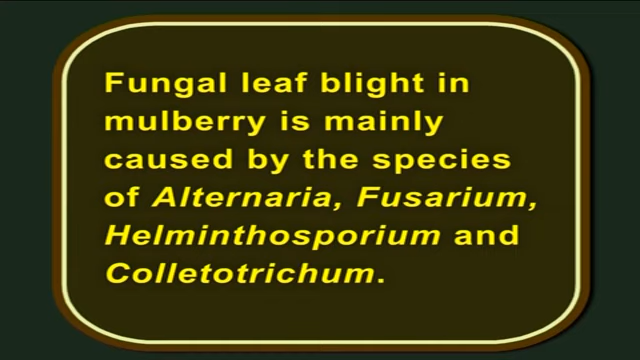 Fungal leaf blight in
mulberry is mainly
caused by the species
of Alternaria, Fusarium,
Helminthosporium and
Colletotrichum.